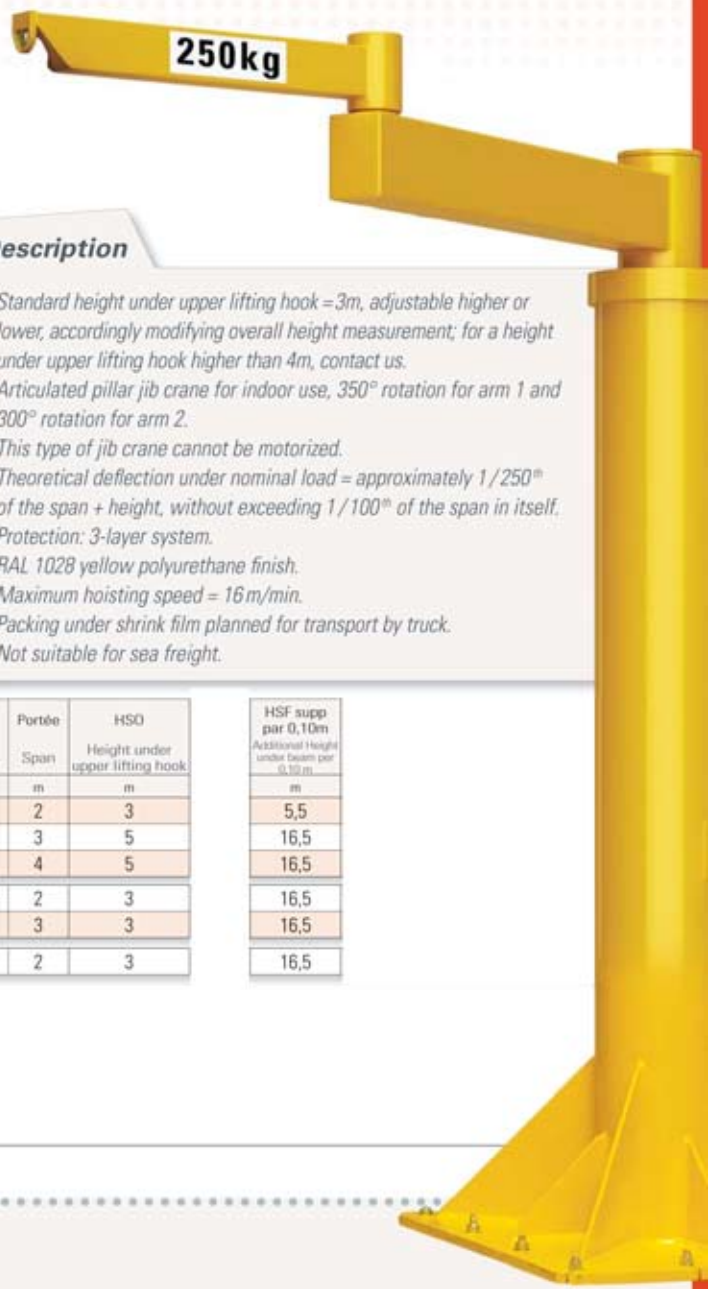 250kg
escription
Standard height under upper lifting hook =3m, adjustable higher or
lower, accordingly modifying overall height measurement; for a height
under upper lifting hook higher than 4m, contact us.
Articulated pillar jib crane for indoor use, 350° rotation for arm 1 and
300° rotation for arm 2.
This type of jib crane cannot be motorized.
Theoretical deflection under nominal load = approximately 1/250th
of the span + height, without exceeding 1/100th of the span in itself.
Protection: 3-layer system.
RAL 1028 yellow polyurethane finish.
Maximum hoisting speed = 16 m/min.
Packing under shrink film planned for transport by truck.
Not suitable for sea freight.
Portée HSO HSF supp
par 0,10m
Span Height under
upper lifting hook Additional Height
under beam per
0,10 m
m m m
2 3 5,5
3 5 16,5
4 5 16,5
2 3 16,5
3 3 16,5
2 3 16,5